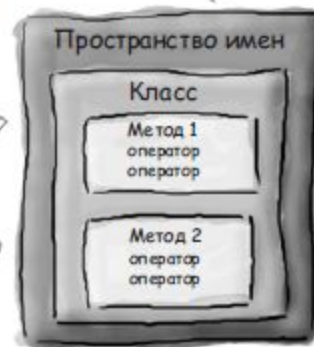 Пространство имен
Класс
Метод 1
оператор
оператор
Метод 2
оператор
оператор